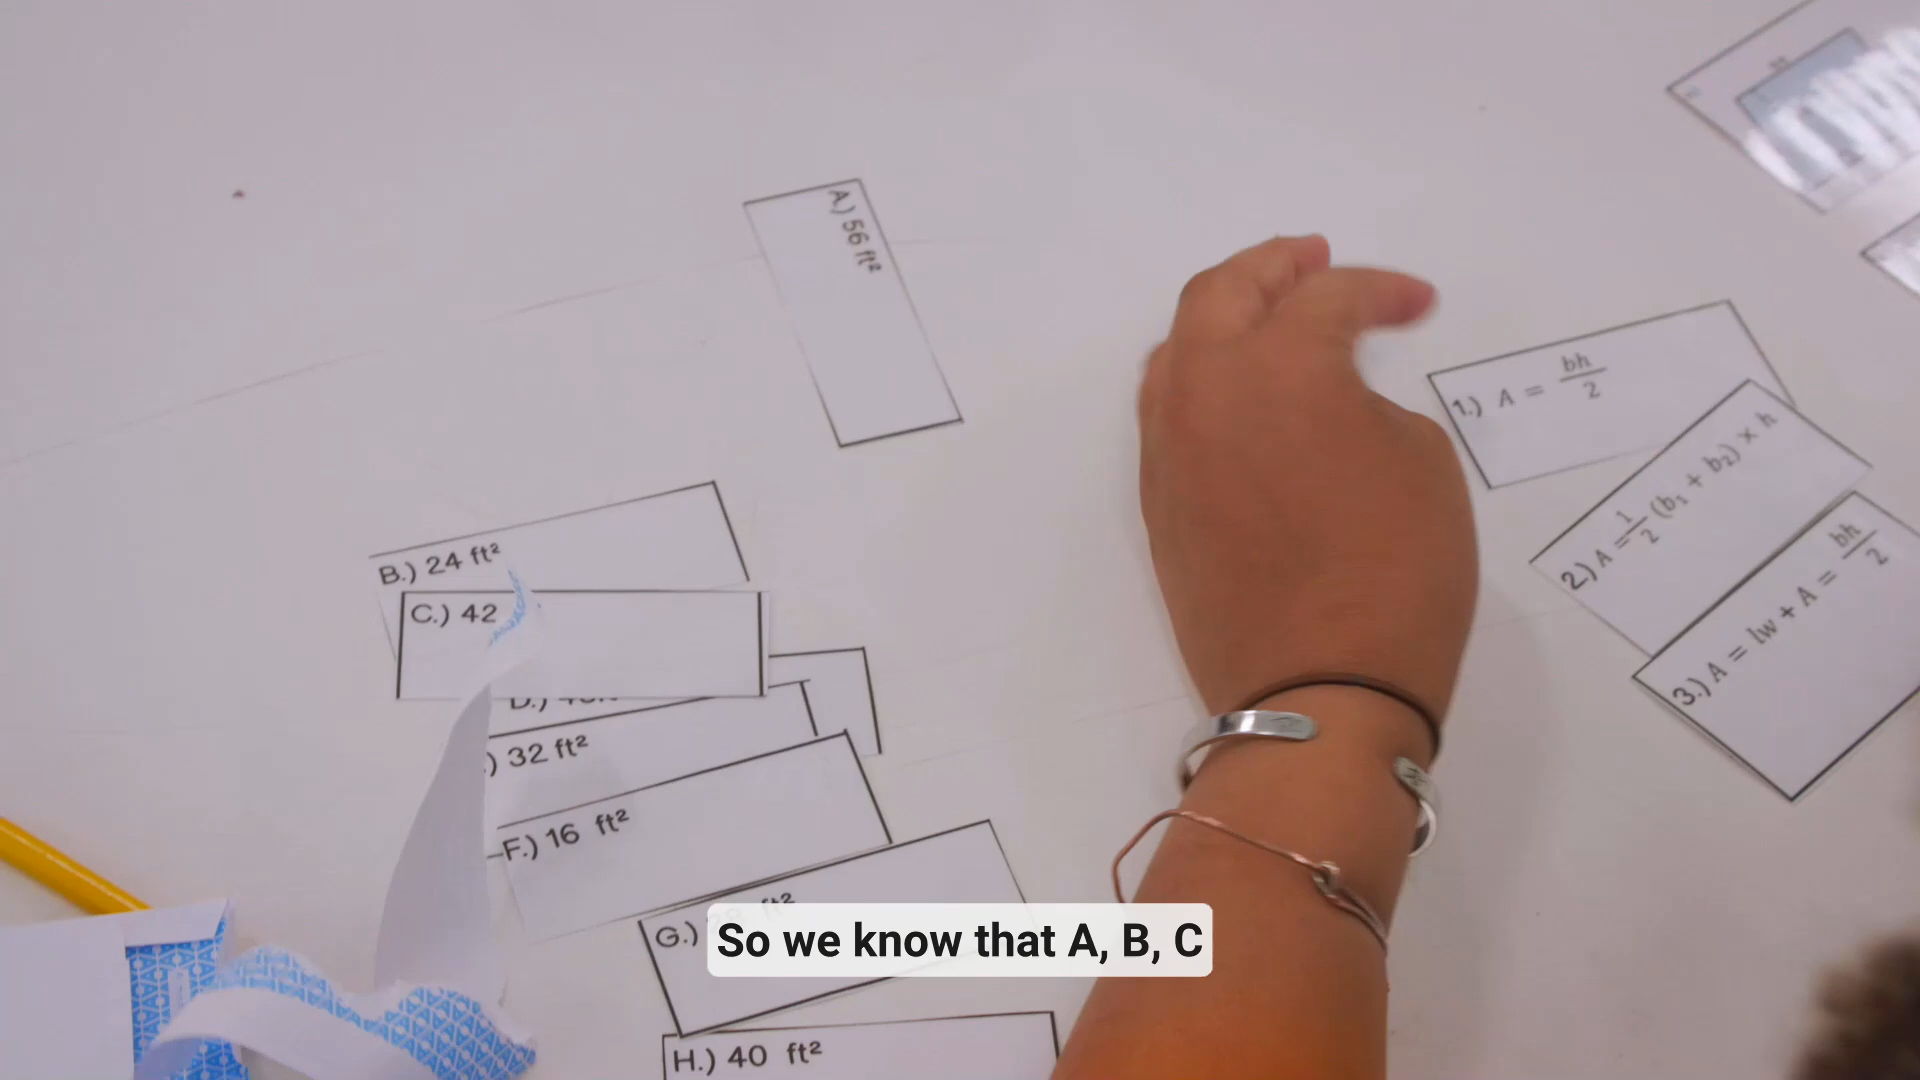 A.) 56 ft²
B.) 24 ft²
C.) 42
D.)
) 32 ft²
F.) 16 ft²
G.) ft²
H.) 40 ft²
1.) A = bh/2
2.) A = 1/2 (b₁ + b₂) × h
3.) A = lw + A = bh/2
So we know that A, B, C